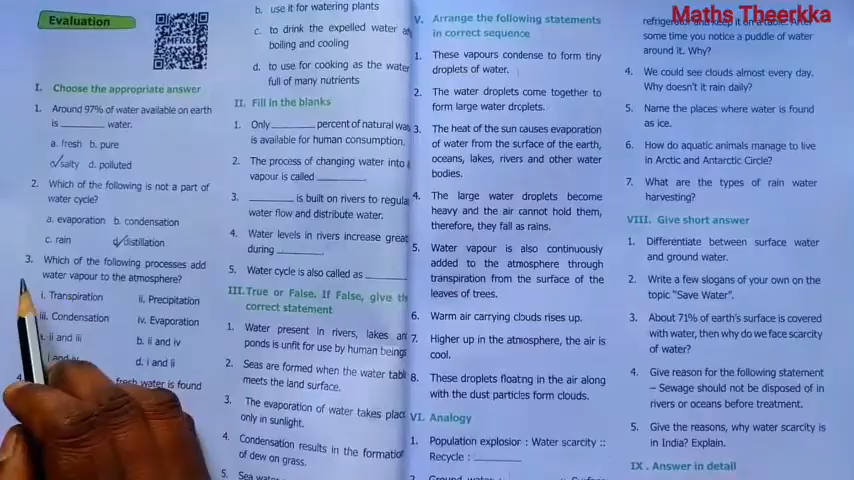 Maths Theerkka
Evaluation
I. Choose the appropriate answer
1. Around 97% of water available on earth
is ________ water.
a. fresh b. pure
c. salty d. polluted
2. Which of the following is not a part of
water cycle?
a. evaporation b. condensation
c. rain d. distillation
3. Which of the following processes add
water vapour to the atmosphere?
i. Transpiration ii. Precipitation
iii. Condensation iv. Evaporation
ii and iii b. ii and iv
i and iv d. i and ii
4. fresh water is found
b. use it for watering plants
c. to drink the expelled water
boiling and cooling
d. to use for cooking as the water
full of many nutrients
II. Fill in the blanks
1. Only ________ percent of natural
is available for human consumption.
2. The process of changing water into
vapour is called ________
3. ________ is built on rivers to
water flow and distribute water.
4. Water levels in rivers increase
during ________
5. Water cycle is also called as ________
III. True or False. If False, give
correct statement
1. Water present in rivers, lakes
ponds is unfit for use by human beings
2. Seas are formed when the water
meets the land surface.
3. The evaporation of water takes
only in sunlight.
4. Condensation results in the
of dew on grass.
5. Sea
V. Arrange the following statements
in correct sequence
1. These vapours condense to form tiny
droplets of water.
2. The water droplets come together to
form large water droplets.
3. The heat of the sun causes evaporation
of water from the surface of the earth,
oceans, lakes, rivers and other water
bodies.
4. The large water droplets become
heavy and the air cannot hold them,
therefore, they fall as rains.
5. Water vapour is also continuously
added to the atmosphere through
transpiration from the surface of the
leaves of trees.
6. Warm air carrying clouds rises up.
7. Higher up in the atmosphere, the air is
cool.
8. These droplets floating in the air along
with the dust particles form clouds.
VI. Analogy
1. Population explosion : Water scarcity ::
Recycle : ________
some time you notice a puddle of water
around it. Why?
4. We could see clouds almost every day.
Why doesn't it rain daily?
5. Name the places where water is found
as ice.
6. How do aquatic animals manage to live
in Arctic and Antarctic Circle?
7. What are the types of rain water
harvesting?
VIII. Give short answer
1. Differentiate between surface water
and ground water.
2. Write a few slogans of your own on the
topic "Save Water".
3. About 71% of earth's surface is covered
with water, then why do we face scarcity
of water?
4. Give reason for the following statement
– Sewage should not be disposed of in
rivers or oceans before treatment.
5. Give the reasons, why water scarcity is
in India? Explain.
IX . Answer in detail